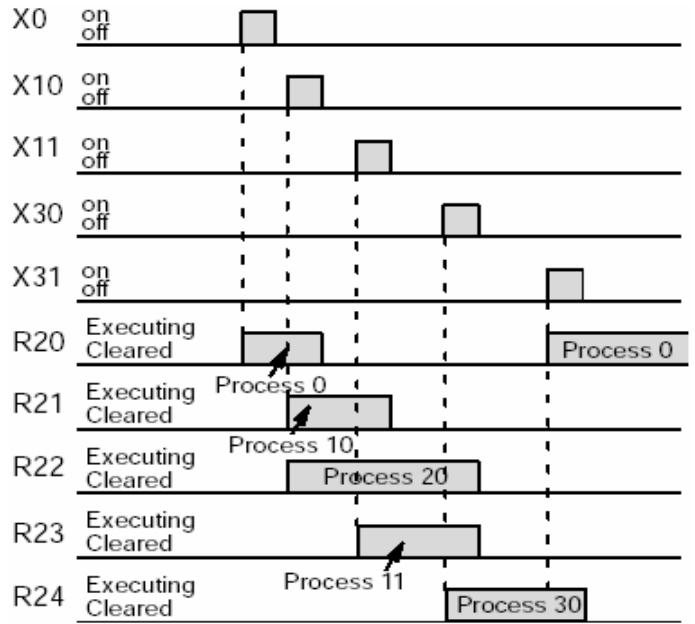 X0 on
off
X10 on
off
X11 on
off
X30 on
off
X31 on
off
R20 Executing
Cleared
Process 0
Process 0
R21 Executing
Cleared
Process 10
R22 Executing
Cleared
Process 20
R23 Executing
Cleared
Process 11
R24 Executing
Cleared
Process 30